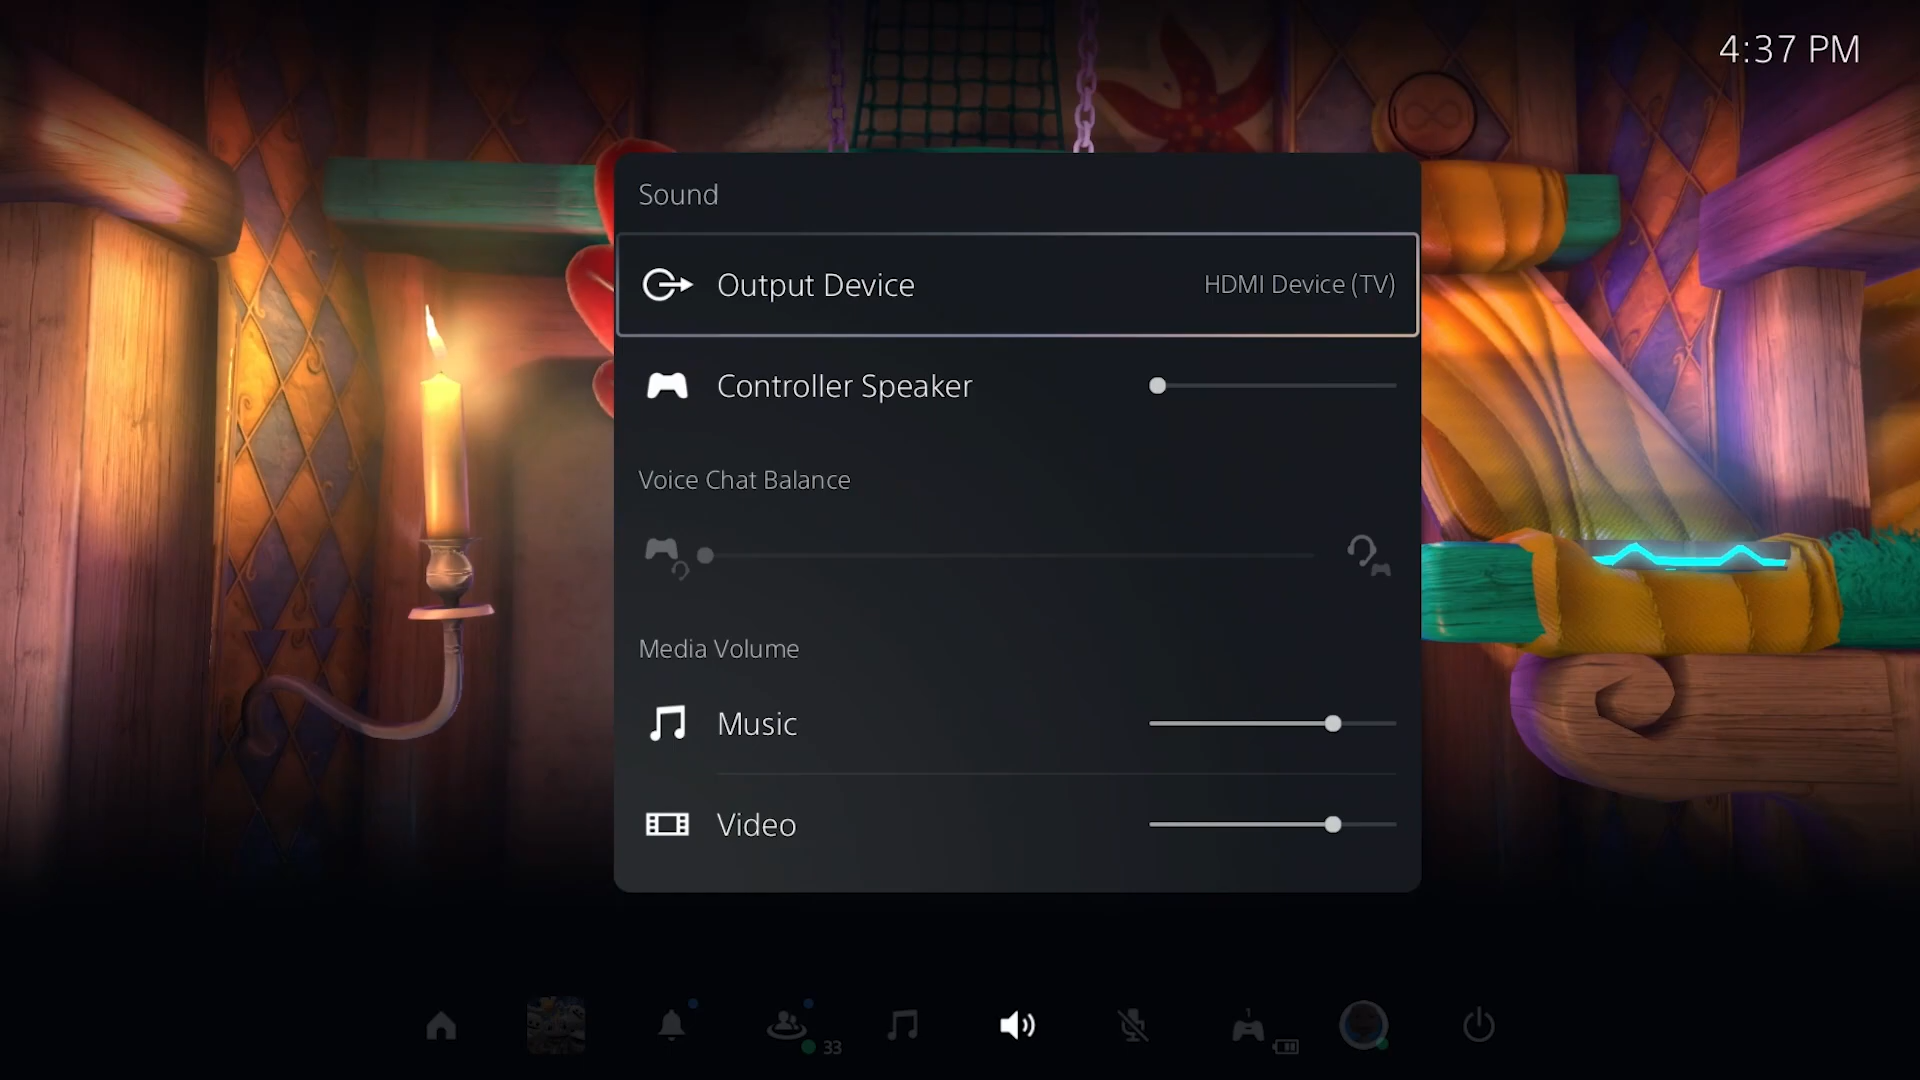 4:37 PM
Sound
Output Device HDMI Device (TV)
Controller Speaker
Voice Chat Balance
Media Volume
Music
Video
33
1